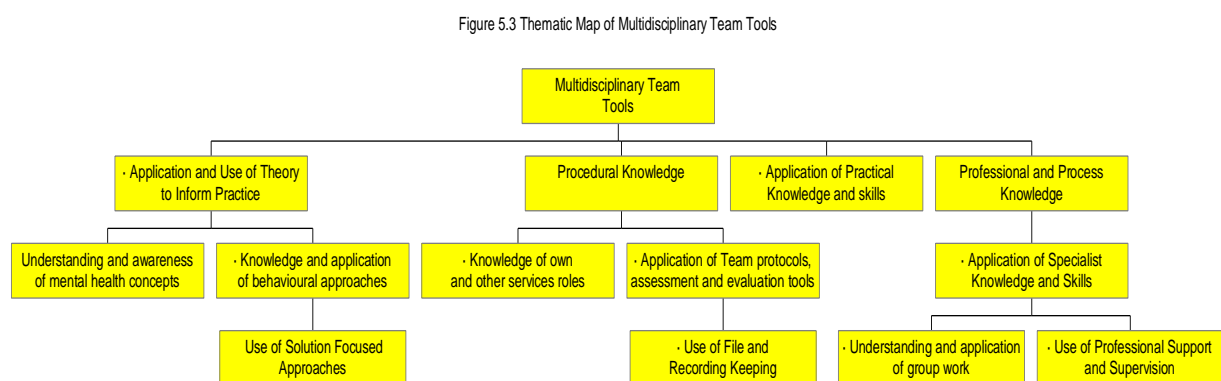 Figure 5.3 Thematic Map of Multidisciplinary Team Tools
Multidisciplinary Team
Tools
· Application and Use of Theory
to Inform Practice
Procedural Knowledge
· Application of Practical
Knowledge and skills
Professional and Process
Knowledge
Understanding and awareness
of mental health concepts
· Knowledge and application
of behavioural approaches
· Knowledge of own
and other services roles
· Application of Team protocols,
assessment and evaluation tools
· Application of Specialist
Knowledge and Skills
Use of Solution Focused
Approaches
· Use of File and
Recording Keeping
· Understanding and application
of group work
· Use of Professional Support
and Supervision